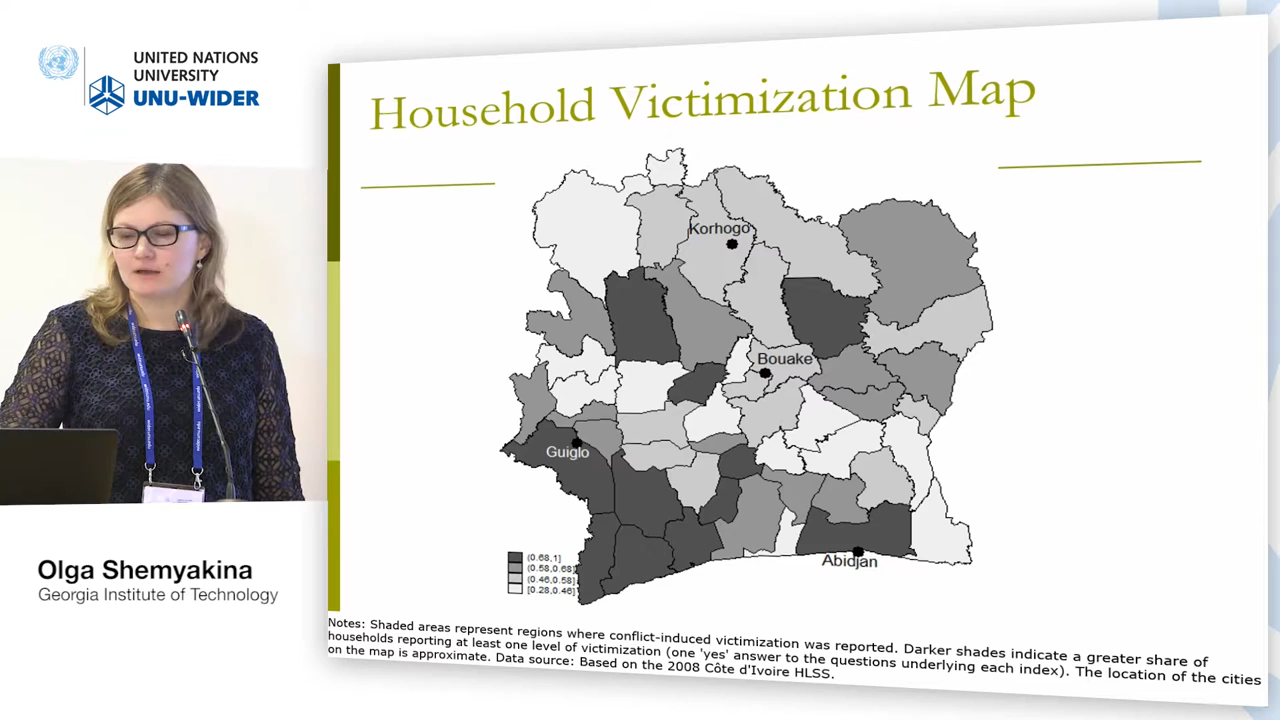 UNITED NATIONS
UNIVERSITY
UNU-WIDER
Household Victimization Map
Korhogo
Bouake
Guiglo
Abidjan
(0.68,1]
(0.58,0.68]
(0.46,0.58]
[0.28,0.46]
Notes: Shaded areas represent regions where conflict-induced victimization was reported. Darker shades indicate a greater share of
households reporting at least one level of victimization (one 'yes' answer to the questions underlying each index). The location of the cities
on the map is approximate. Data source: Based on the 2008 Côte d'Ivoire HLSS.
Olga Shemyakina
Georgia Institute of Technology